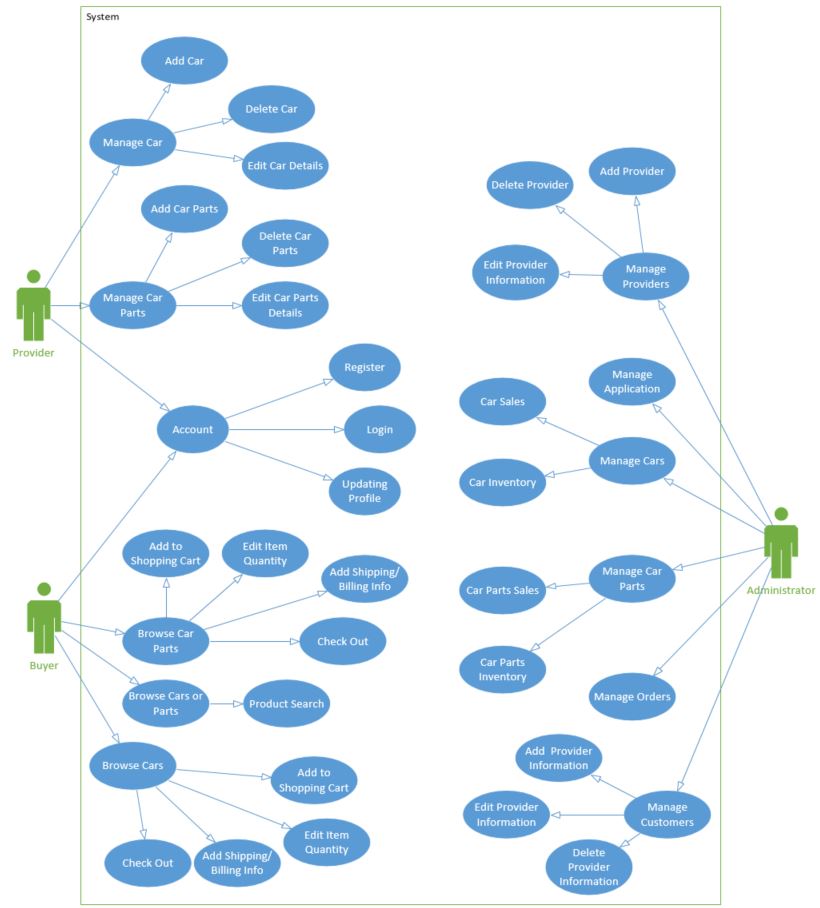 System
Add Car
Delete Car
Manage Car
Edit Car Details
Add Car Parts
Delete Car
Parts
Manage Car
Parts
Edit Car Parts
Details
Provider
Register
Account
Login
Updating
Profile
Add to
Shopping Cart
Edit Item
Quantity
Add Shipping/
Billing Info
Browse Car
Parts
Check Out
Buyer
Browse Cars or
Parts
Product Search
Browse Cars
Add to
Shopping Cart
Edit Item
Quantity
Check Out
Add Shipping/
Billing Info
Delete Provider
Add Provider
Edit Provider
Information
Manage
Providers
Manage
Application
Car Sales
Manage Cars
Car Inventory
Administrator
Manage Car
Parts
Car Parts Sales
Car Parts
Inventory
Manage Orders
Add Provider
Information
Edit Provider
Information
Manage
Customers
Delete
Provider
Information